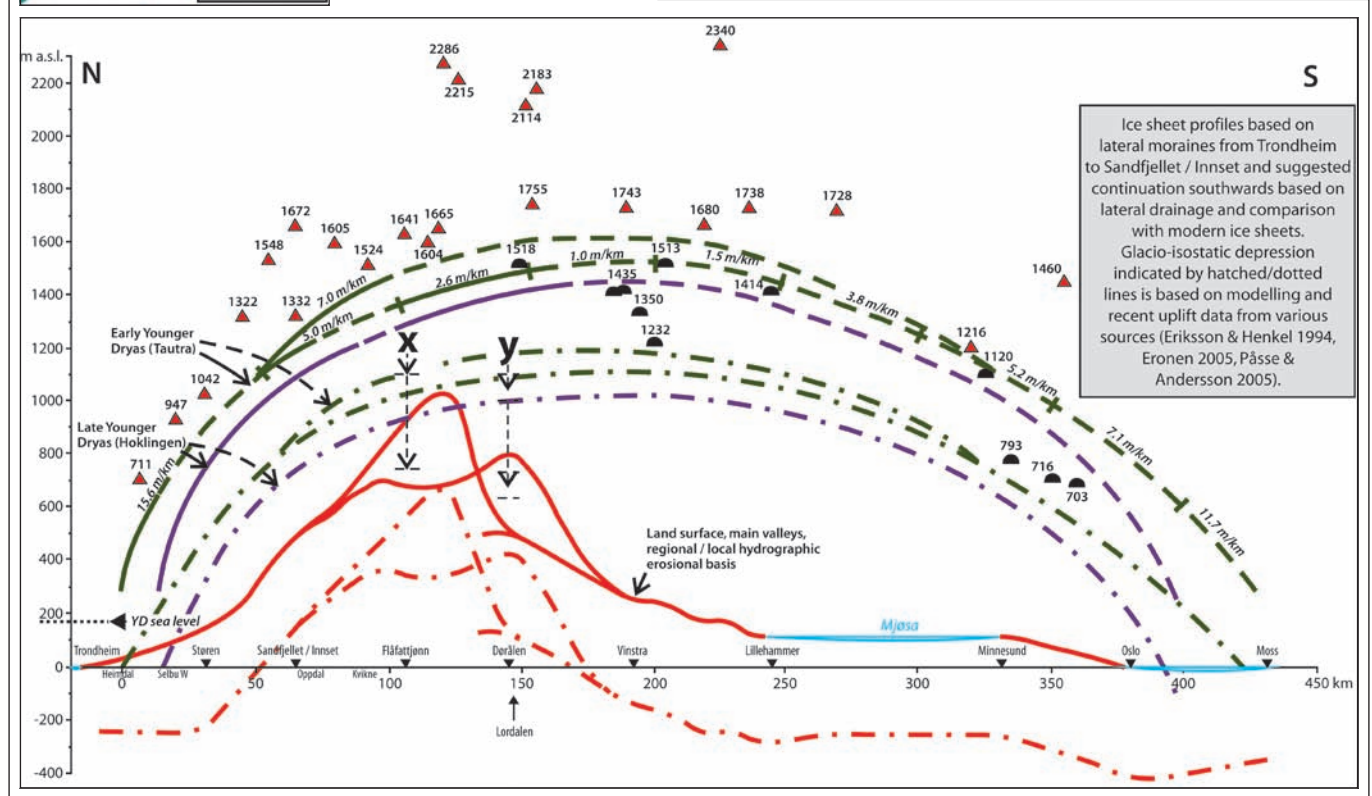 m a.s.l.
N
S
2200
2000
1800
1600
1400
1200
1000
800
600
400
200
0
-200
-400
2340
2286
2215
2183
2114
1755
1743
1738
1728
1680
1672
1665
1641
1605
1604
1548
1524
1518
1513
1460
1435
1414
1350
1322
1332
1232
1216
1120
1042
947
793
716
711
703
15.6 m/km
7.0 m/km
5.0 m/km
2.6 m/km
1.0 m/km
1.5 m/km
3.8 m/km
5.2 m/km
7.1 m/km
11.7 m/km
x
y
Early Younger
Dryas (Tautra)
Late Younger
Dryas (Hoklingen)
YD sea level
Land surface, main valleys,
regional / local hydrographic
erosional basis
Mjøsa
Ice sheet profiles based on
lateral moraines from Trondheim
to Sandfjellet / Innset and suggested
continuation southwards based on
lateral drainage and comparison
with modern ice sheets.
Glacio-isostatic depression
indicated by hatched/dotted
lines is based on modelling and
recent uplift data from various
sources (Eriksson & Henkel 1994,
Eronen 2005, Påsse &
Andersson 2005).
Trondheim
Støren
Sandfjellet / Innset
Flåfattjønn
Dørålen
Vinstra
Lillehammer
Minnesund
Oslo
Moss
Heimdal
Selbu W
Oppdal
Kvikne
0
50
100
150
200
250
300
350
400
450 km
Lordalen